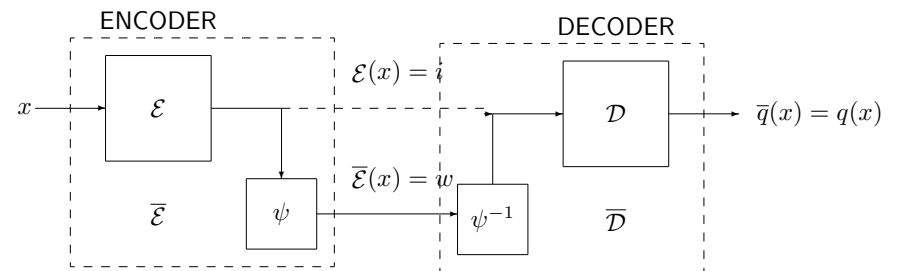 ENCODER
DECODER
ℰ(x) = i
x
ℰ
𝒟
q̅(x) = q(x)
ℰ̅(x) = w
ℰ̅
ψ
ψ⁻¹
𝒟̅